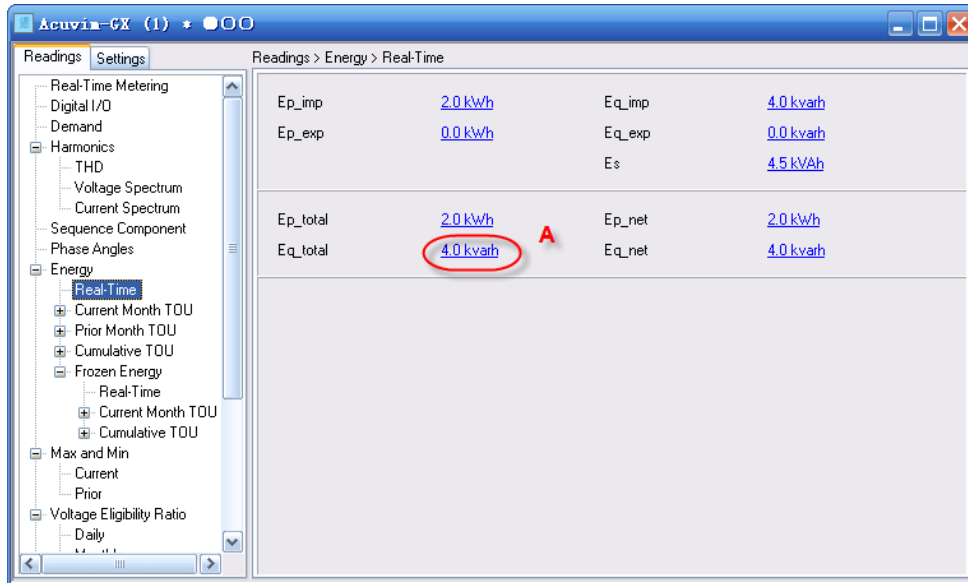 Acuvim-GX (1) *
Readings Settings
Readings > Energy > Real-Time
Real-Time Metering
Digital I/O
Demand
Harmonics
THD
Voltage Spectrum
Current Spectrum
Sequence Component
Phase Angles
Energy
Real-Time
Current Month TOU
Prior Month TOU
Cumulative TOU
Frozen Energy
Real-Time
Current Month TOU
Cumulative TOU
Max and Min
Current
Prior
Voltage Eligibility Ratio
Daily
Ep_imp 2.0 kWh Eq_imp 4.0 kvarh
Ep_exp 0.0 kWh Eq_exp 0.0 kvarh
Es 4.5 kVAh
Ep_total 2.0 kWh Ep_net 2.0 kWh
A
Eq_total 4.0 kvarh Eq_net 4.0 kvarh